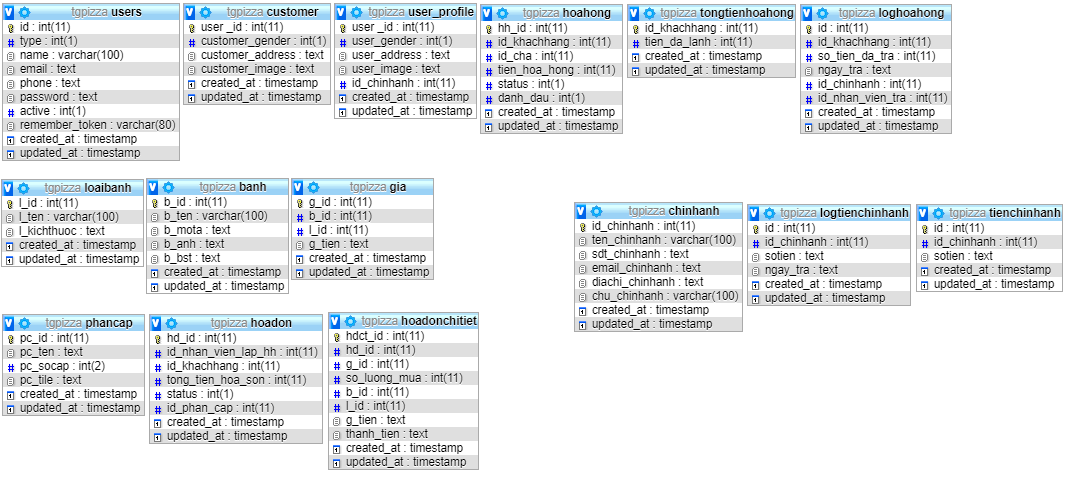 tgpizza users
id : int(11)
type : int(1)
name : varchar(100)
email : text
phone : text
password : text
active : int(1)
remember_token : varchar(80)
created_at : timestamp
updated_at : timestamp
tgpizza customer
user _id : int(11)
customer_gender : int(1)
customer_address : text
customer_image : text
created_at : timestamp
updated_at : timestamp
tgpizza user_profile
user _id : int(11)
user_gender : int(1)
user_address : text
user_image : text
id_chinhanh : int(11)
created_at : timestamp
updated_at : timestamp
tgpizza hoahong
hh_id : int(11)
id_khachhang : int(11)
id_cha : int(11)
tien_hoa_hong : int(11)
status : int(1)
danh_dau : int(1)
created_at : timestamp
updated_at : timestamp
tgpizza tongtienhoahong
id_khachhang : int(11)
tien_da_lanh : int(11)
created_at : timestamp
updated_at : timestamp
tgpizza loghoahong
id : int(11)
id_khachhang : int(11)
so_tien_da_tra : int(11)
ngay_tra : text
id_chinhanh : int(11)
id_nhan_vien_tra : int(11)
created_at : timestamp
updated_at : timestamp
tgpizza loaibanh
l_id : int(11)
l_ten : varchar(100)
l_kichthuoc : text
created_at : timestamp
updated_at : timestamp
tgpizza banh
b_id : int(11)
b_ten : varchar(100)
b_mota : text
b_anh : text
b_bst : text
created_at : timestamp
updated_at : timestamp
tgpizza gia
g_id : int(11)
b_id : int(11)
l_id : int(11)
g_tien : text
created_at : timestamp
updated_at : timestamp
tgpizza chinhanh
id_chinhanh : int(11)
ten_chinhanh : varchar(100)
sdt_chinhanh : text
email_chinhanh : text
diachi_chinhanh : text
chu_chinhanh : varchar(100)
created_at : timestamp
updated_at : timestamp
tgpizza logtienchinhanh
id : int(11)
id_chinhanh : int(11)
sotien : text
ngay_tra : text
created_at : timestamp
updated_at : timestamp
tgpizza tienchinhanh
id : int(11)
id_chinhanh : int(11)
sotien : text
created_at : timestamp
updated_at : timestamp
tgpizza phancap
pc_id : int(11)
pc_ten : text
pc_socap : int(2)
pc_tile : text
created_at : timestamp
updated_at : timestamp
tgpizza hoadon
hd_id : int(11)
id_nhan_vien_lap_hh : int(11)
id_khachhang : int(11)
tong_tien_hoa_son : int(11)
status : int(1)
id_phan_cap : int(11)
created_at : timestamp
updated_at : timestamp
tgpizza hoadonchitiet
hdct_id : int(11)
hd_id : int(11)
g_id : int(11)
so_luong_mua : int(11)
b_id : int(11)
l_id : int(11)
g_tien : text
thanh_tien : text
created_at : timestamp
updated_at : timestamp